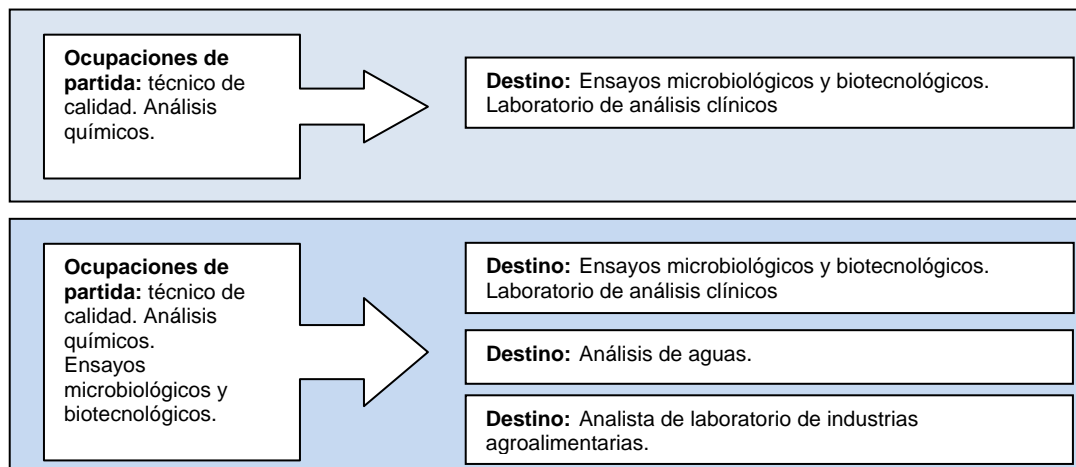 Ocupaciones de
partida: técnico de
calidad. Análisis
químicos.
Destino: Ensayos microbiológicos y biotecnológicos.
Laboratorio de análisis clínicos
Ocupaciones de
partida: técnico de
calidad. Análisis
químicos.
Ensayos
microbiológicos y
biotecnológicos.
Destino: Ensayos microbiológicos y biotecnológicos.
Laboratorio de análisis clínicos
Destino: Análisis de aguas.
Destino: Analista de laboratorio de industrias
agroalimentarias.